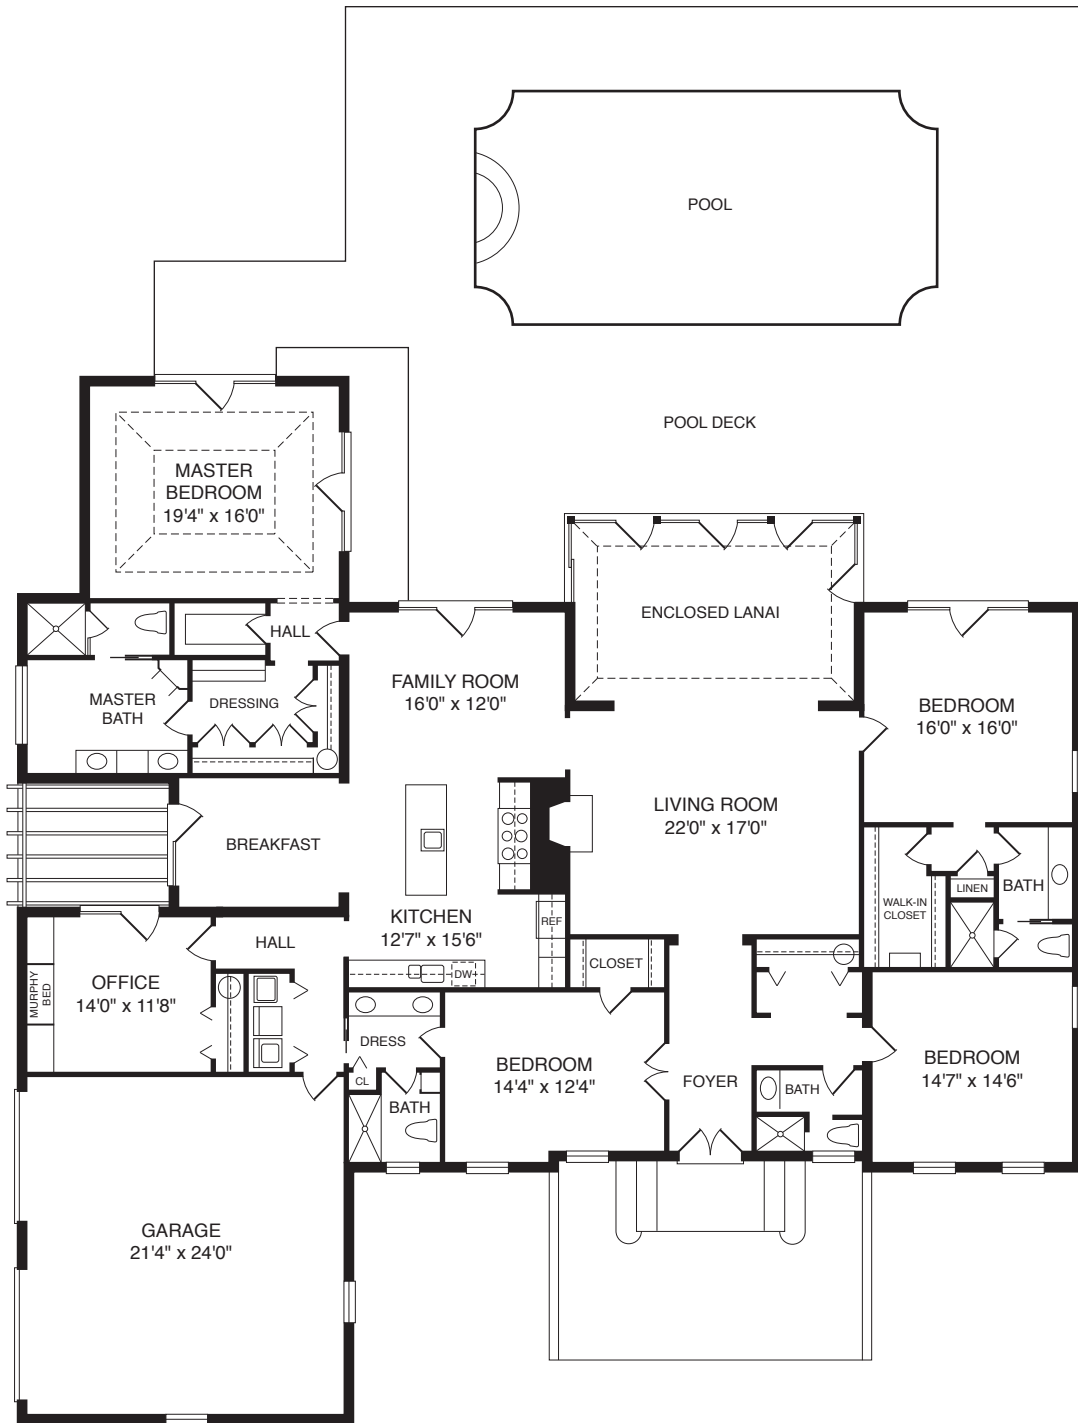 POOL
POOL DECK
MASTER
BEDROOM
19'4" x 16'0"
ENCLOSED LANAI
HALL
FAMILY ROOM
16'0" x 12'0"
MASTER
BATH
DRESSING
BEDROOM
16'0" x 16'0"
LIVING ROOM
22'0" x 17'0"
BREAKFAST
LINEN
BATH
WALK-IN
CLOSET
KITCHEN
12'7" x 15'6"
REF
HALL
CLOSET
DW
OFFICE
14'0" x 11'8"
MURPHY
BED
DRESS
CL
BATH
BEDROOM
14'4" x 12'4"
FOYER
BATH
BEDROOM
14'7" x 14'6"
GARAGE
21'4" x 24'0"